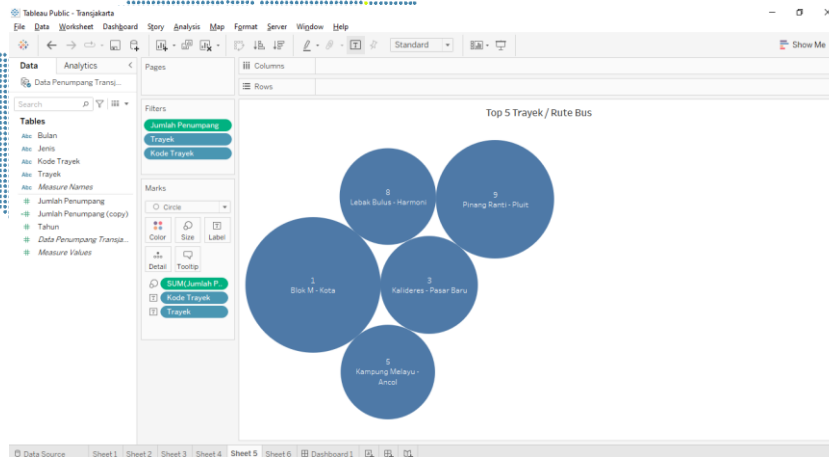 Tableau Public - Transjakarta
File Data Worksheet Dashboard Story Analysis Map Format Server Window Help
Standard
Show Me
Data Analytics
Data Penumpang Transj...
Search
Tables
Abc Bulan
Abc Jenis
Abc Kode Trayek
Abc Trayek
Abc Measure Names
# Jumlah Penumpang
=# Jumlah Penumpang (copy)
# Tahun
# Data Penumpang Transja...
# Measure Values
Pages
Filters
Jumlah Penumpang
Trayek
Kode Trayek
Marks
Circle
Color Size Label
Detail Tooltip
SUM(Jumlah P..
Kode Trayek
Trayek
Columns
Rows
Top 5 Trayek / Rute Bus
8
Lebak Bulus - Harmoni
9
Pinang Ranti - Pluit
1
Blok M - Kota
3
Kalideres - Pasar Baru
5
Kampung Melayu -
Ancol
Data Source Sheet 1 Sheet 2 Sheet 3 Sheet 4 Sheet 5 Sheet 6 Dashboard 1